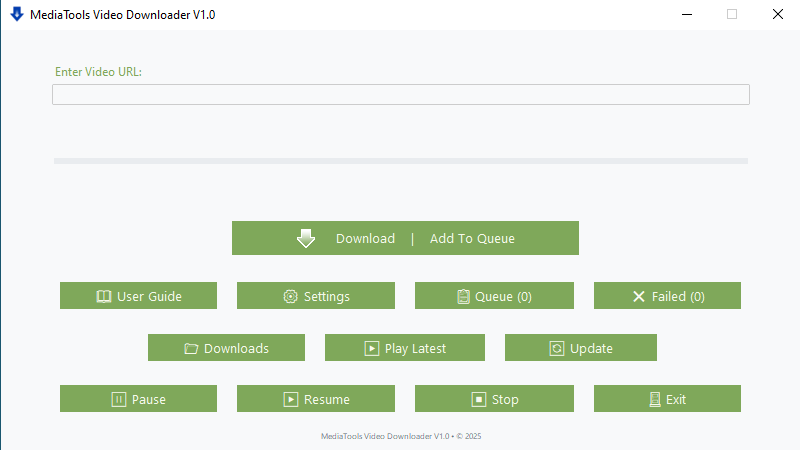 MediaTools Video Downloader V1.0
Enter Video URL:
Download | Add To Queue
User Guide Settings Queue (0) Failed (0)
Downloads Play Latest Update
Pause Resume Stop Exit
MediaTools Video Downloader V1.0 • © 2025